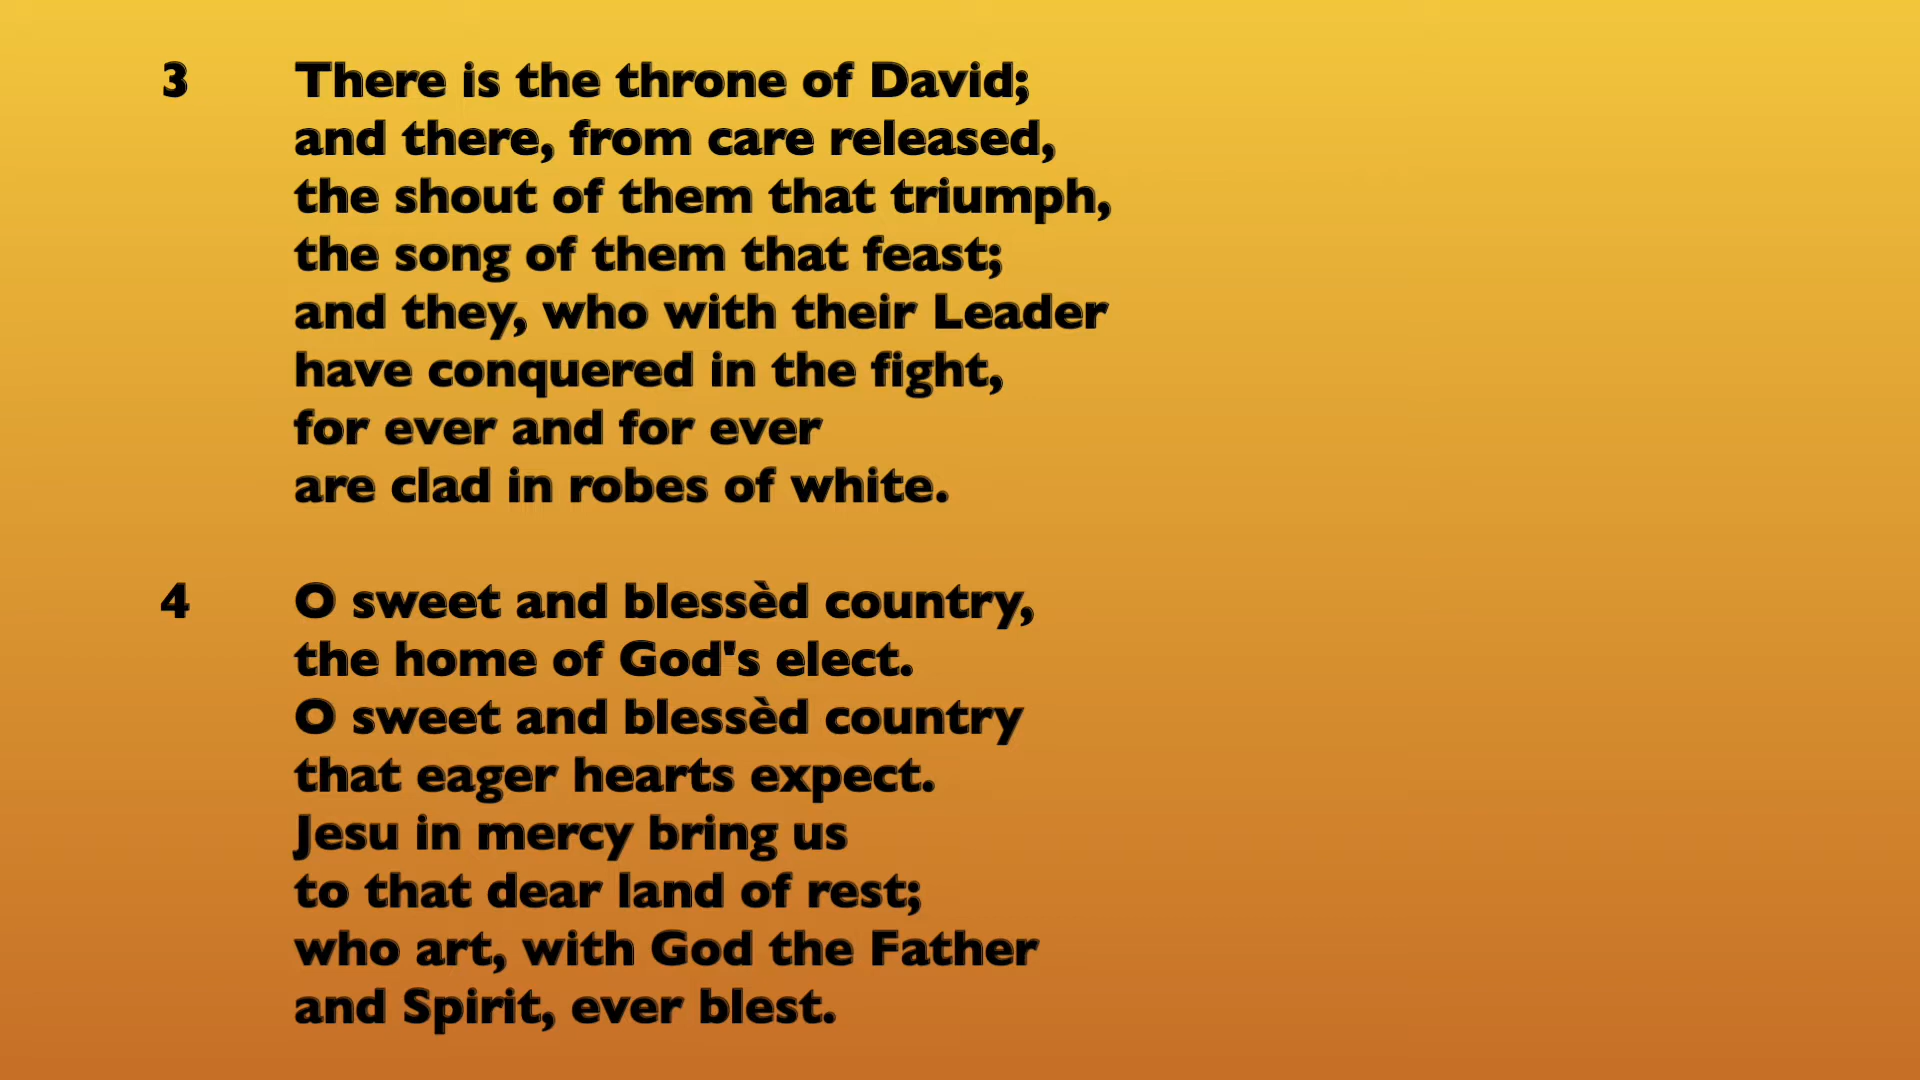 3 There is the throne of David;
and there, from care released,
the shout of them that triumph,
the song of them that feast;
and they, who with their Leader
have conquered in the fight,
for ever and for ever
are clad in robes of white.
4 O sweet and blessèd country,
the home of God's elect.
O sweet and blessèd country
that eager hearts expect.
Jesu in mercy bring us
to that dear land of rest;
who art, with God the Father
and Spirit, ever blest.